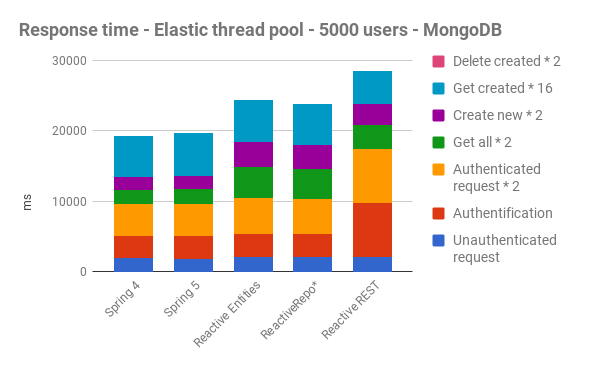 Response time - Elastic thread pool - 5000 users - MongoDB
30000
20000
10000
0
ms
Spring 4
Spring 5
Reactive Entities
ReactiveRepo*
Reactive REST
Delete created * 2
Get created * 16
Create new * 2
Get all * 2
Authenticated
request * 2
Authentification
Unauthenticated
request